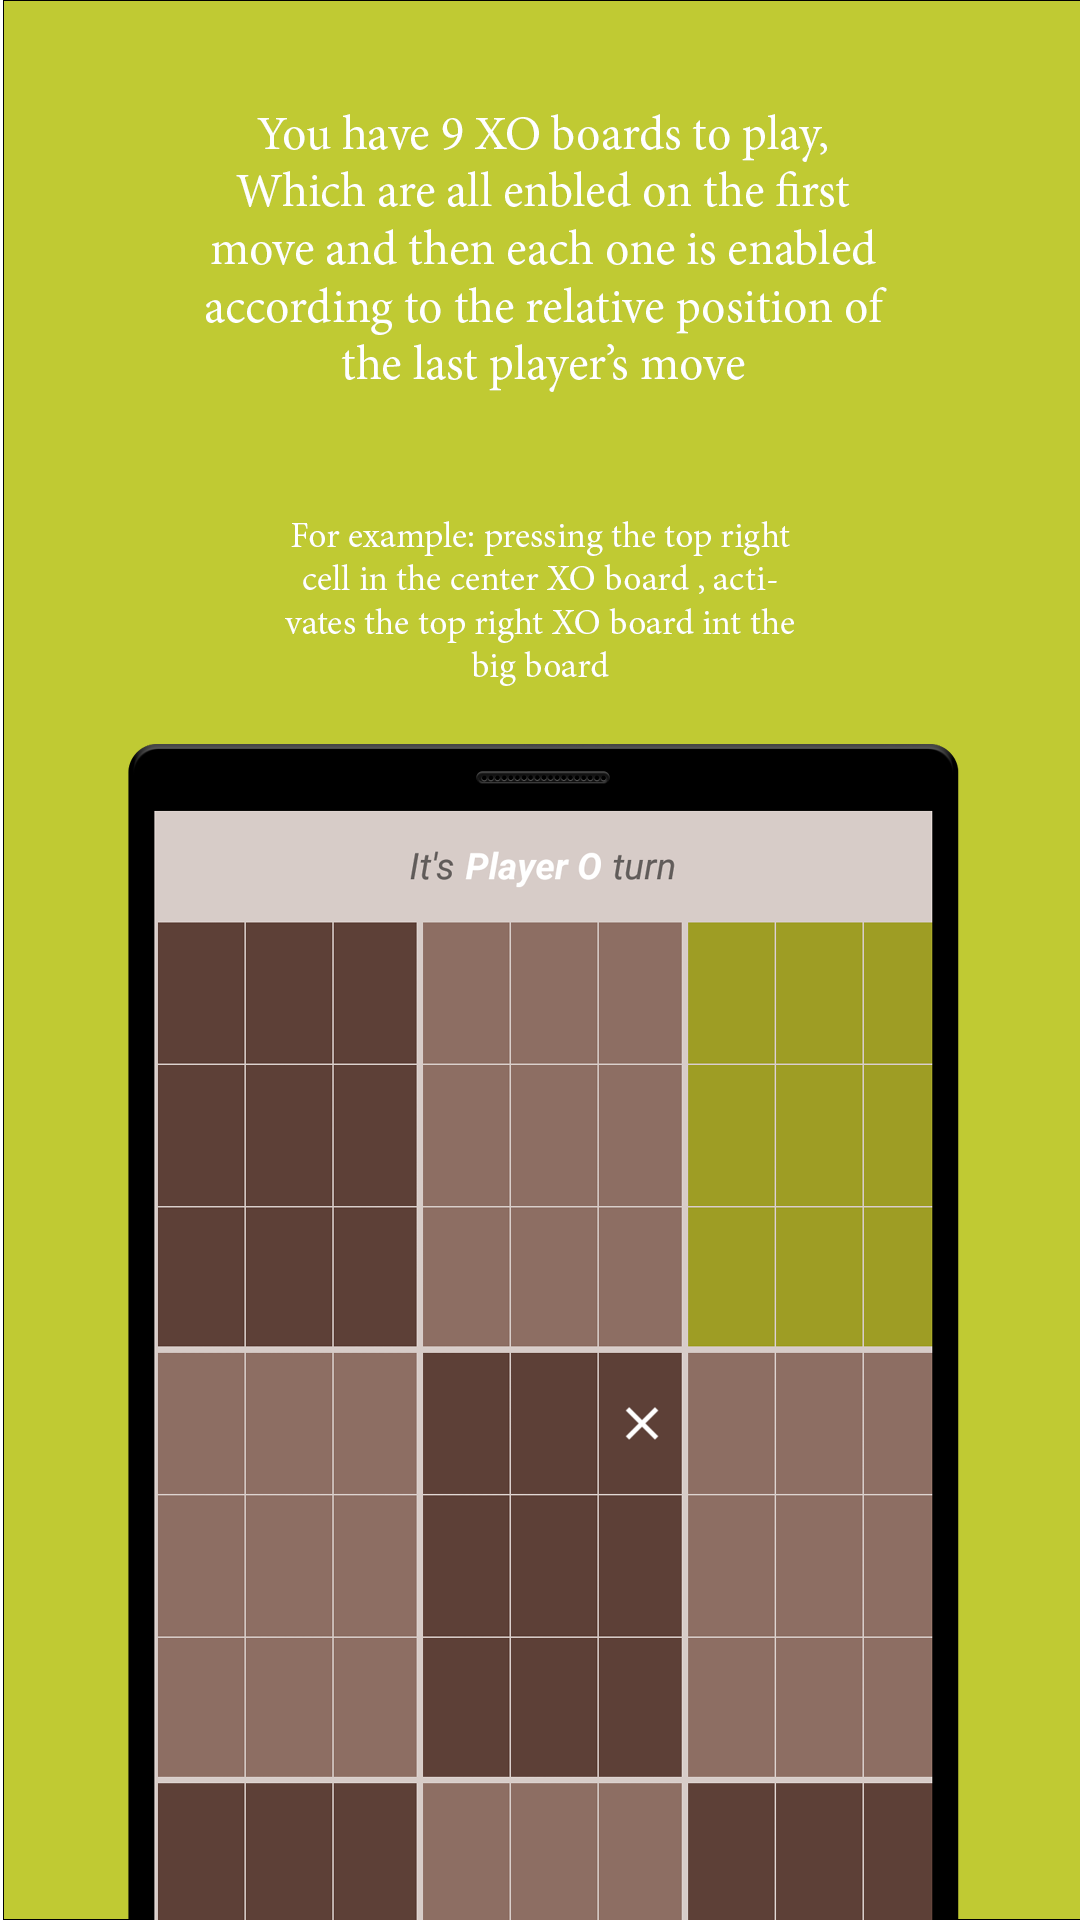 You have 9 XO boards to play,
Which are all enbled on the first
move and then each one is enabled
according to the relative position of
the last player’s move
For example: pressing the top right
cell in the center XO board , acti-
vates the top right XO board int the
big board
It's Player O turn